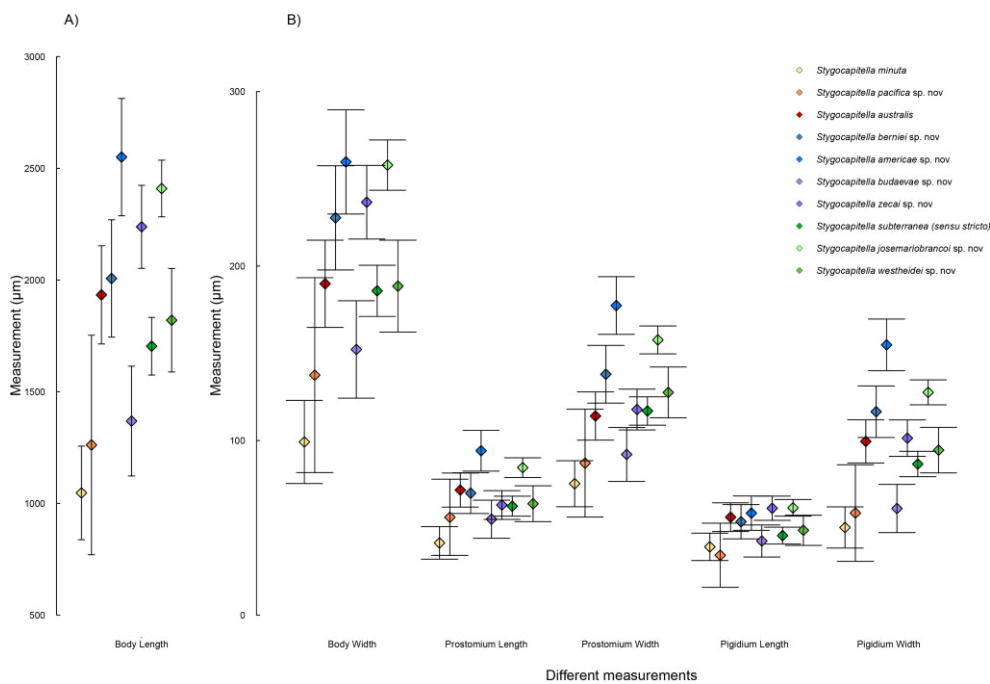 A)
B)
3000
2500
2000
1500
1000
500
Measurement (µm)
Body Length
300
200
100
0
Measurement (µm)
Body Width
Prostomium Length
Prostomium Width
Pigidium Length
Pigidium Width
Different measurements
Stygocapitella minuta
Stygocapitella pacifica sp. nov
Stygocapitella australis
Stygocapitella berniei sp. nov
Stygocapitella americae sp. nov
Stygocapitella budaevae sp. nov
Stygocapitella zecai sp. nov
Stygocapitella subterranea (sensu stricto)
Stygocapitella josemariobrancoi sp. nov
Stygocapitella westheidei sp. nov